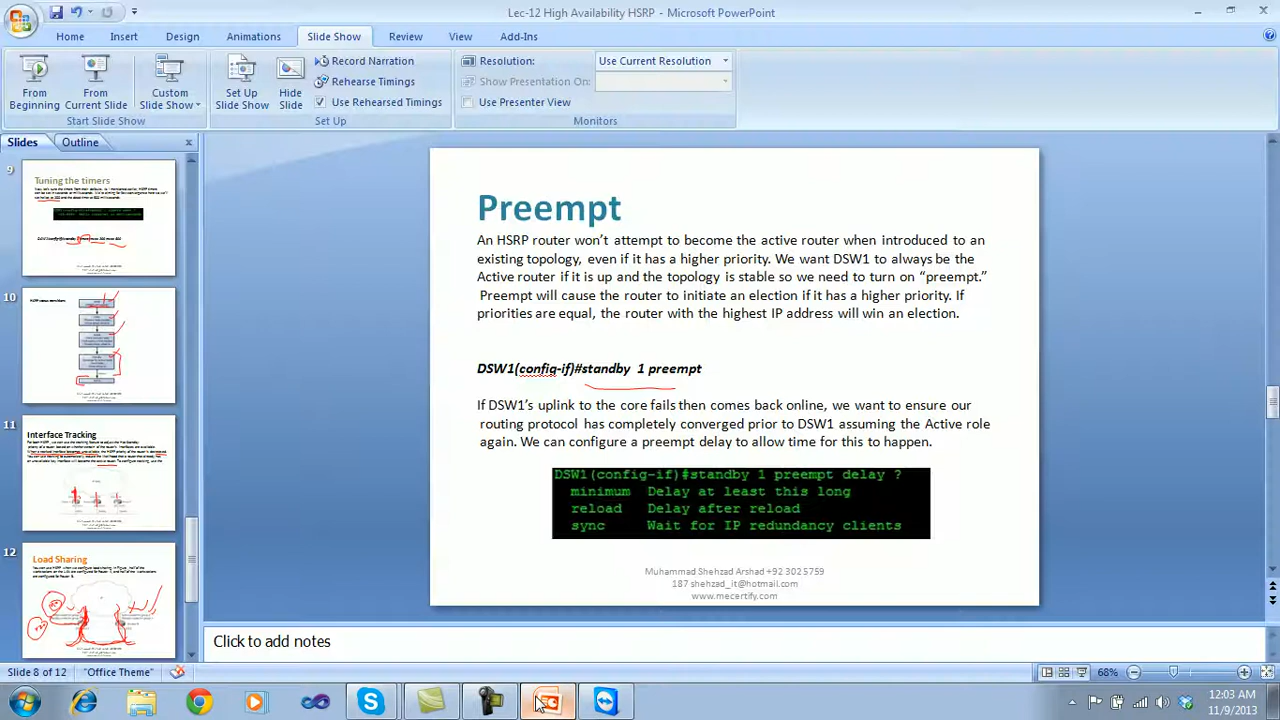 ec-12 High Availability HSRP - Microsoft PowerPoint
Home Insert Design Animations Slide Show Review View Add-Ins
From Beginning
From Current Slide
Custom Slide Show
Start Slide Show
Set Up Slide Show
Hide Slide
Record Narration
Rehearse Timings
Use Rehearsed Timings
Set Up
Resolution: Use Current Resolution
Show Presentation On:
Use Presenter View
Monitors
Slides Outline
9
Tuning the timers
10
11
Interface Tracking
12
Load Sharing
Preempt
An HSRP router won't attempt to become the active router when introduced to an
existing topology, even if it has a higher priority. We want DSW1 to always be the
Active router if it is up and the topology is stable so we need to turn on “preempt.”
Preempt will cause the router to initiate an election if it has a higher priority. If
priorities are equal, the router with the highest IP address will win an election.
DSW1(config-if)#standby 1 preempt
If DSW1's uplink to the core fails then comes back online, we want to ensure our
routing protocol has completely converged prior to DSW1 assuming the Active role
again. We can configure a preempt delay to allow time for this to happen.
DSW1(config-if)#standby 1 preempt delay ?
minimum Delay at least this long
reload Delay after reload
sync Wait for IP redundancy clients
Muhammad Shehzad Arshad +92 302 5759
187 shehzad_it@hotmail.com
www.mecertify.com
Click to add notes
Slide 8 of 12 "Office Theme" 68%
12:03 AM
11/9/2013